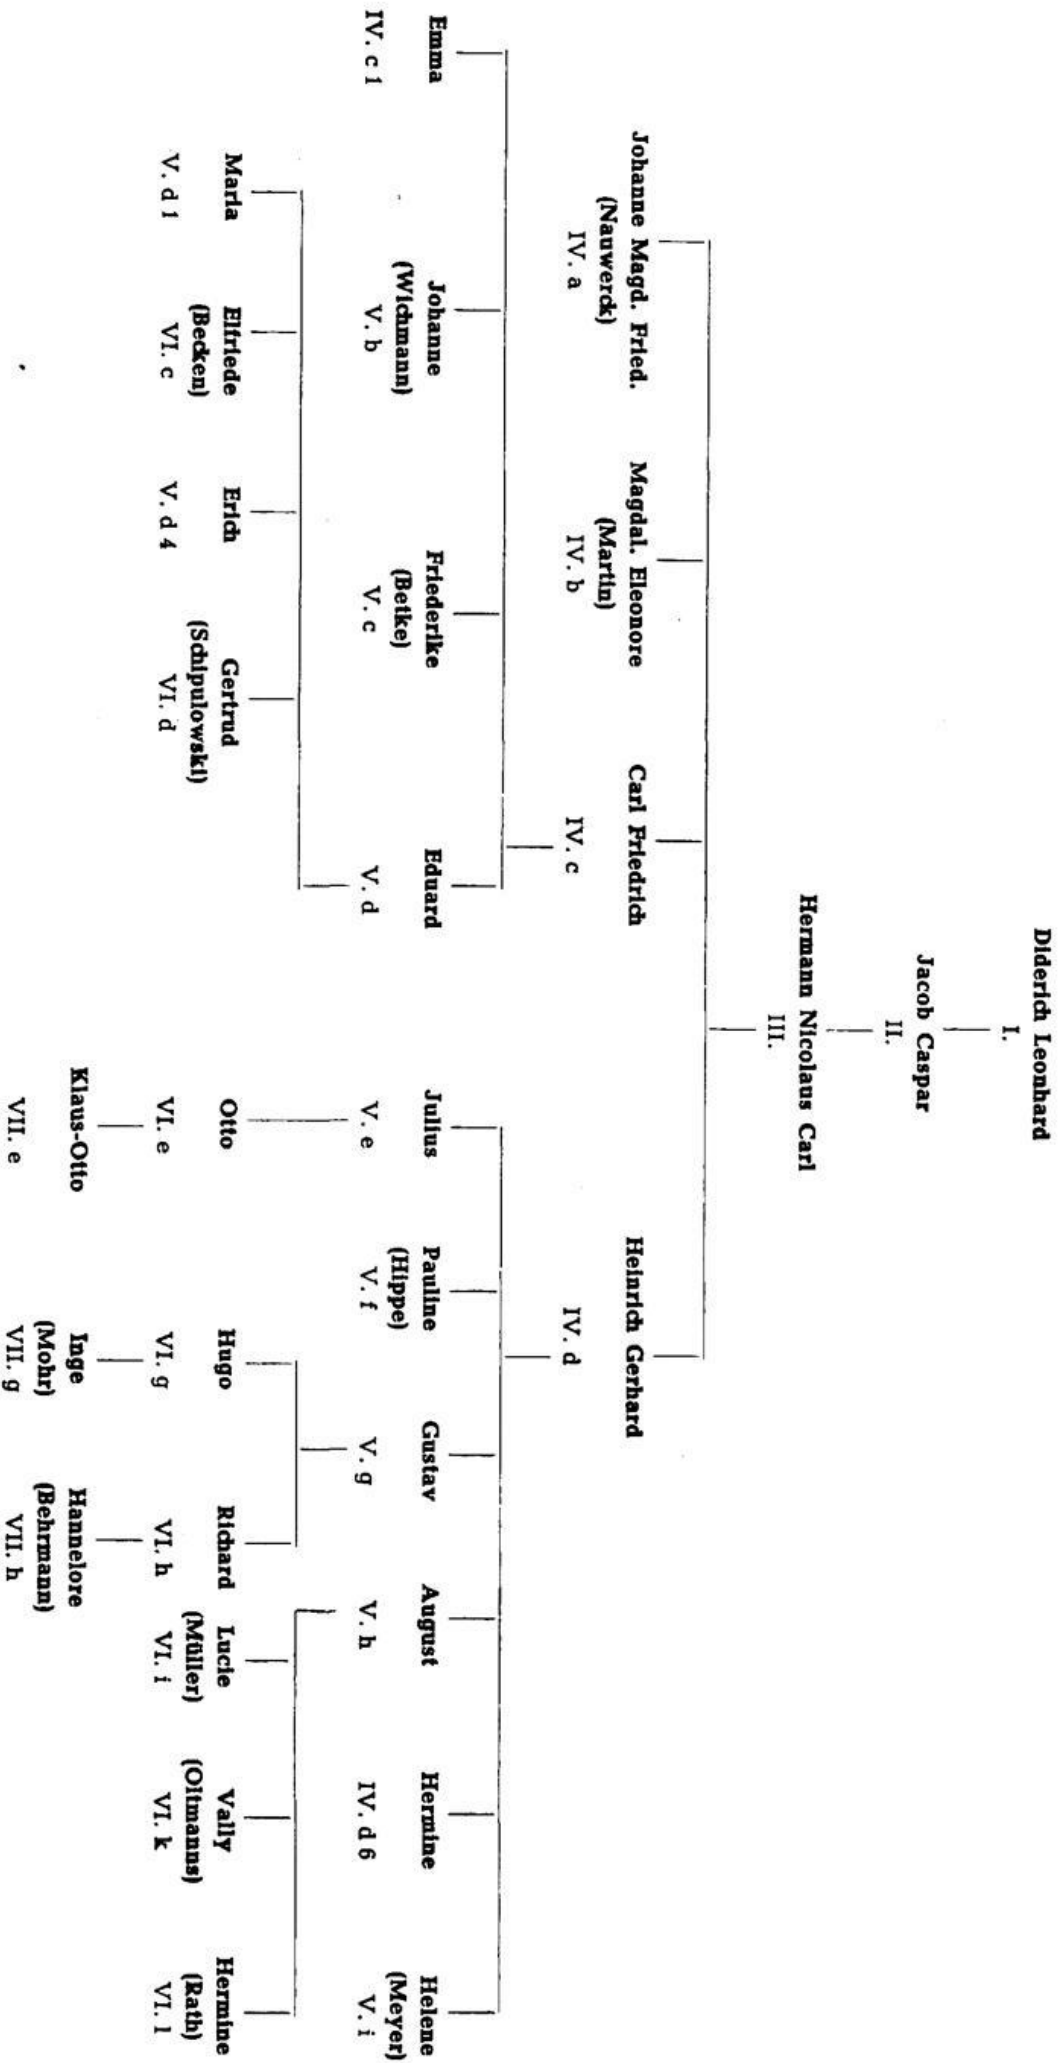 Diderich Leonhard
I.
Jacob Caspar
II.
Hermann Nicolaus Carl
III.
Johanne Magd. Fried.
(Nauwerck)
IV. a
Magdal. Eleonore
(Martin)
IV. b
Carl Friedrich
IV. c
Heinrich Gerhard
IV. d
Emma
IV. c 1
Johanne
(Wichmann)
V. b
Friederike
(Betke)
V. c
Eduard
V. d
Julius
V. e
Pauline
(Hippe)
V. f
Gustav
V. g
August
V. h
Hermine
IV. d 6
Helene
(Meyer)
V. i
Maria
V. d 1
Elfriede
(Becken)
VI. c
Erich
V. d 4
Gertrud
(Schipulowski)
VI. d
Otto
VI. e
Hugo
VI. g
Richard
VI. h
Lucie
(Müller)
VI. i
Vally
(Oltmanns)
VI. k
Hermine
(Rath)
VI. l
Klaus-Otto
VII. e
Inge
(Mohr)
VII. g
Hannelore
(Behrmann)
VII. h